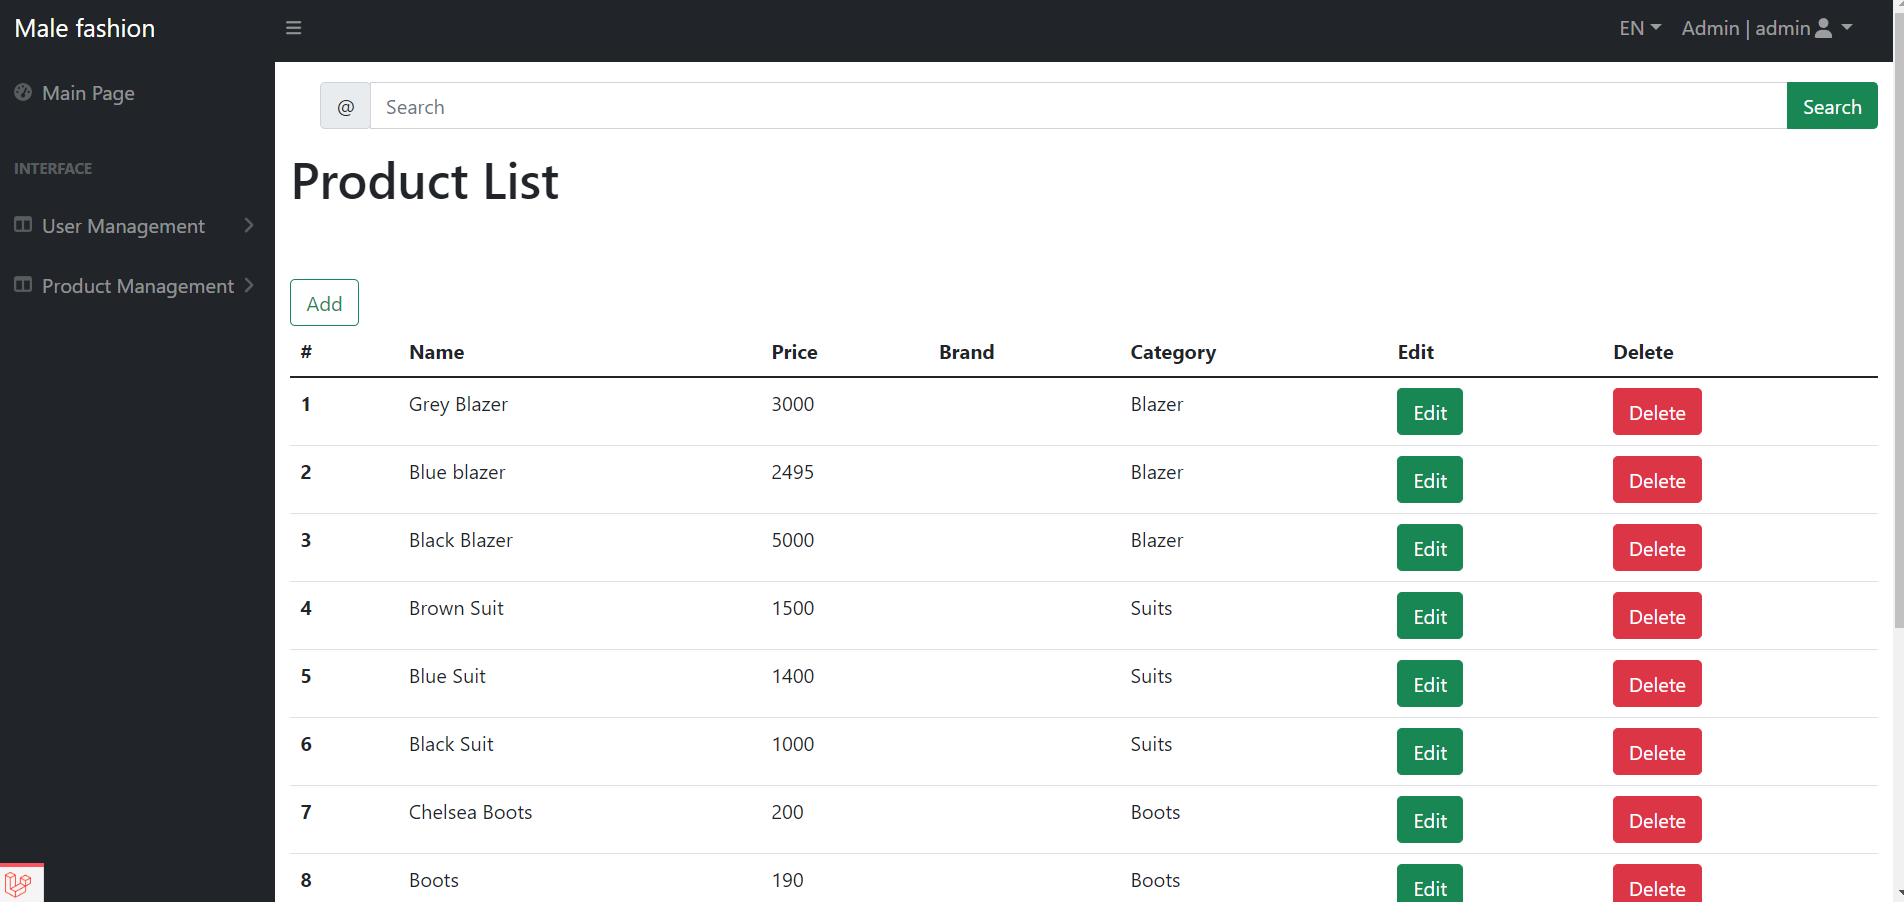 Male fashion
EN Admin | admin
Main Page
INTERFACE
User Management
Product Management
@ Search Search
Product List
Add
# Name Price Brand Category Edit Delete
1 Grey Blazer 3000 Blazer Edit Delete
2 Blue blazer 2495 Blazer Edit Delete
3 Black Blazer 5000 Blazer Edit Delete
4 Brown Suit 1500 Suits Edit Delete
5 Blue Suit 1400 Suits Edit Delete
6 Black Suit 1000 Suits Edit Delete
7 Chelsea Boots 200 Boots Edit Delete
8 Boots 190 Boots Edit Delete